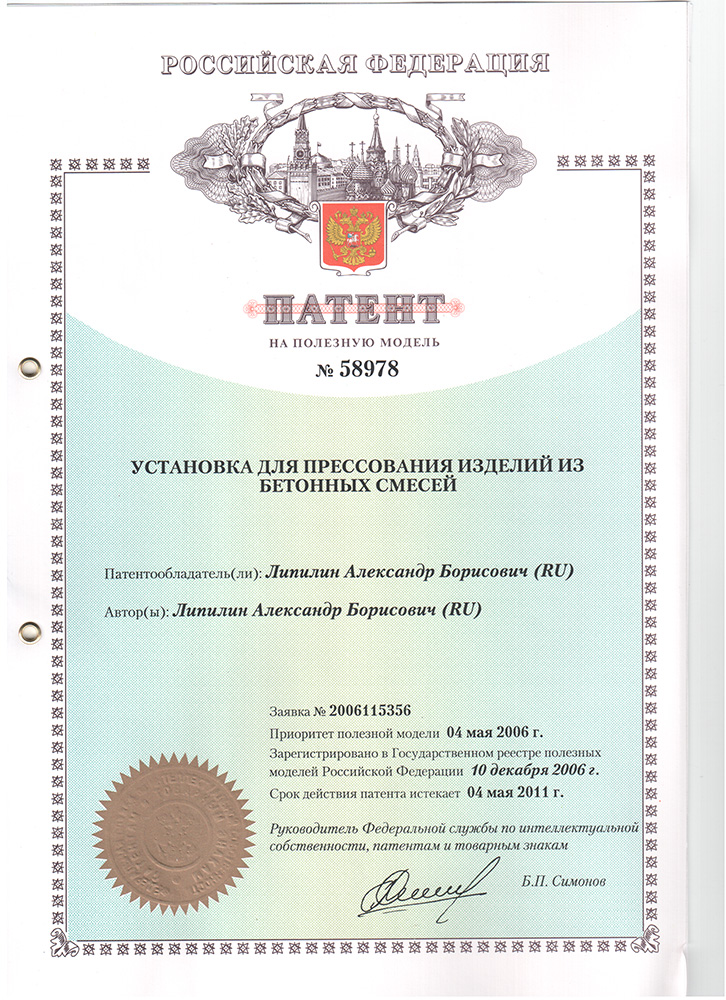 РОССИЙСКАЯ ФЕДЕРАЦИЯ
ПАТЕНТ
НА ПОЛЕЗНУЮ МОДЕЛЬ
№ 58978
УСТАНОВКА ДЛЯ ПРЕССОВАНИЯ ИЗДЕЛИЙ ИЗ
БЕТОННЫХ СМЕСЕЙ
Патентообладатель(ли): Липилин Александр Борисович (RU)
Автор(ы): Липилин Александр Борисович (RU)
Заявка № 2006115356
Приоритет полезной модели 04 мая 2006 г.
Зарегистрировано в Государственном реестре полезных
моделей Российской Федерации 10 декабря 2006 г.
Срок действия патента истекает 04 мая 2011 г.
Руководитель Федеральной службы по интеллектуальной
собственности, патентам и товарным знакам
Б.П. Симонов